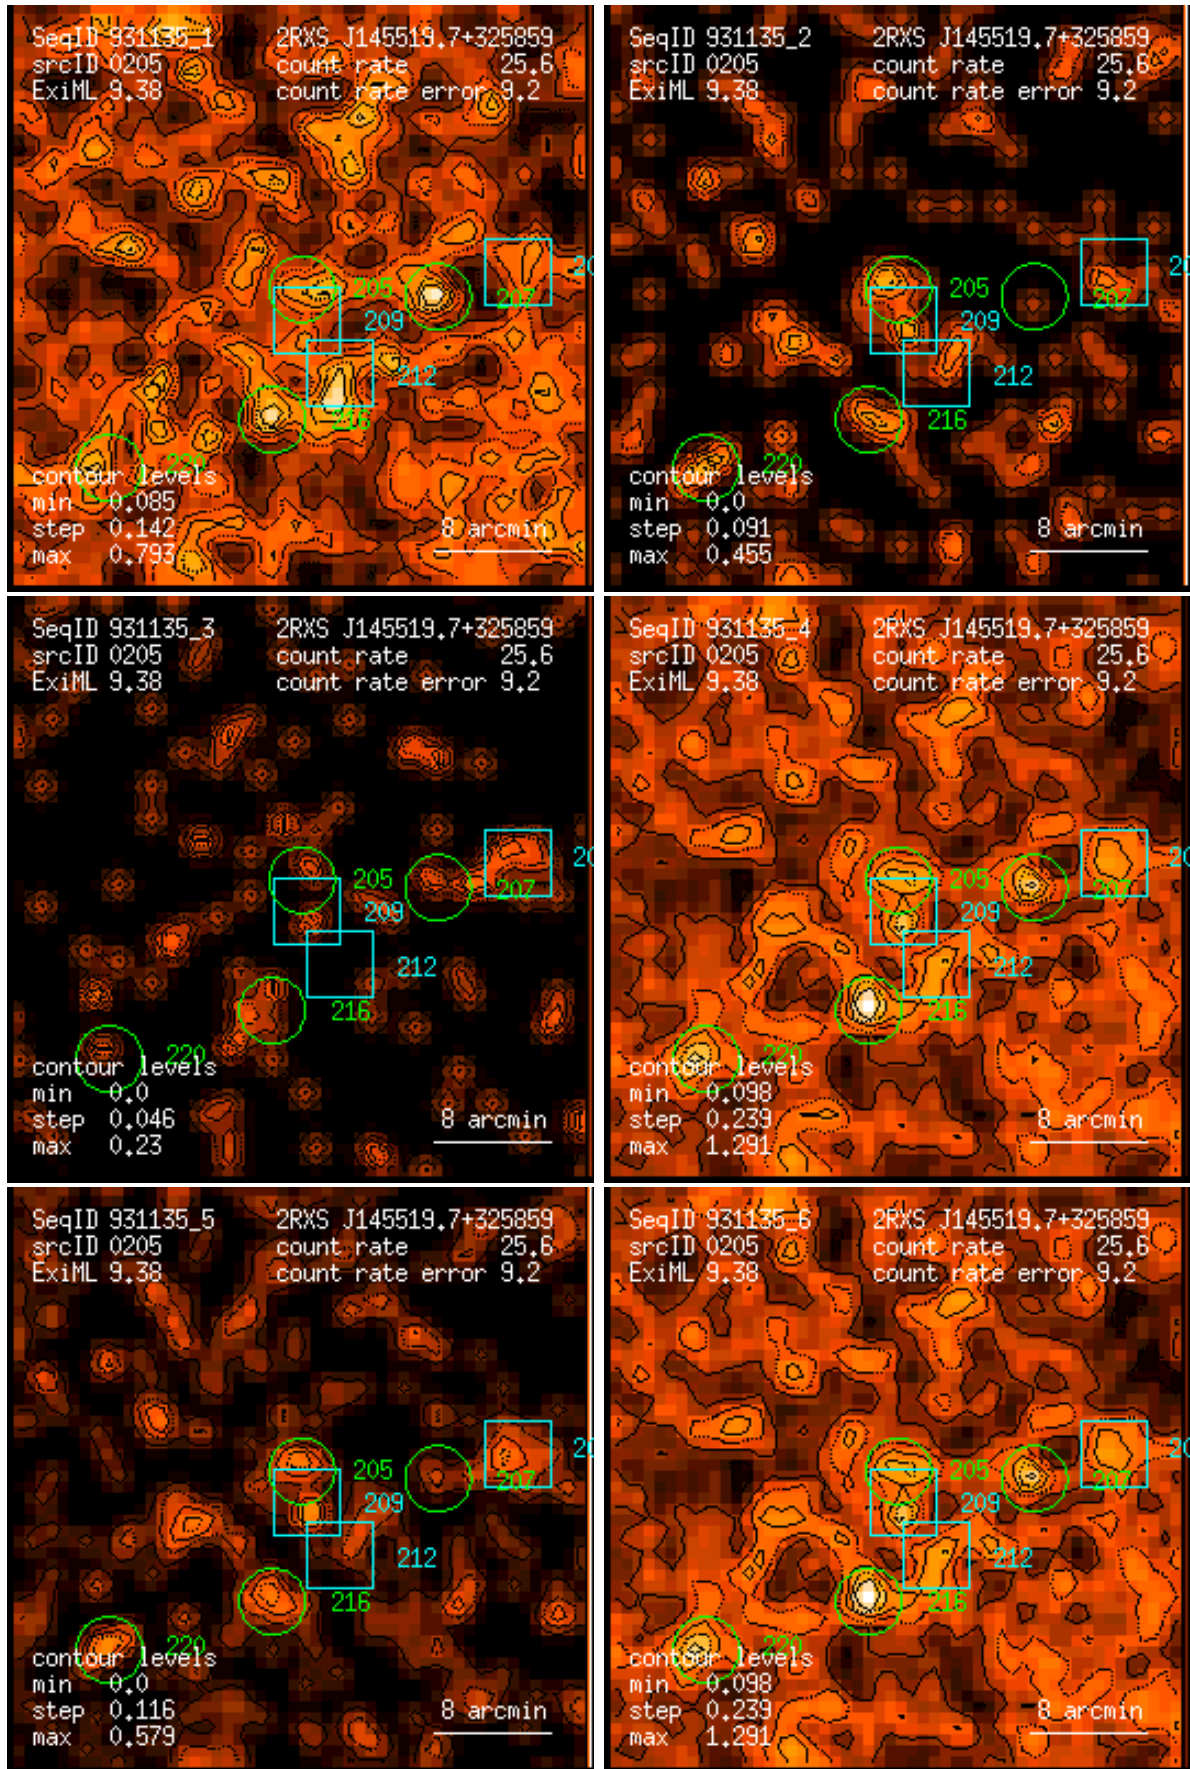 SeqID 931135_1 2RXS J145519.7+325859
srcID 0205 count rate 25.6
ExiML 9.38 count rate error 9.2
20
205
207
209
212
216
220
contour levels
min 0.085
step 0.142 8 arcmin
max 0.793
SeqID 931135_2 2RXS J145519.7+325859
srcID 0205 count rate 25.6
ExiML 9.38 count rate error 9.2
20
205
207
209
212
216
220
contour levels
min 0.0
step 0.091 8 arcmin
max 0.455
SeqID 931135_3 2RXS J145519.7+325859
srcID 0205 count rate 25.6
ExiML 9.38 count rate error 9.2
20
205
207
209
212
216
220
contour levels
min 0.0
step 0.046 8 arcmin
max 0.23
SeqID 931135_4 2RXS J145519.7+325859
srcID 0205 count rate 25.6
ExiML 9.38 count rate error 9.2
20
205
207
209
212
216
220
contour levels
min 0.098
step 0.239 8 arcmin
max 1.291
SeqID 931135_5 2RXS J145519.7+325859
srcID 0205 count rate 25.6
ExiML 9.38 count rate error 9.2
20
205
207
209
212
216
220
contour levels
min 0.0
step 0.116 8 arcmin
max 0.579
SeqID 931135_6 2RXS J145519.7+325859
srcID 0205 count rate 25.6
ExiML 9.38 count rate error 9.2
20
205
207
209
212
216
220
contour levels
min 0.098
step 0.239 8 arcmin
max 1.291